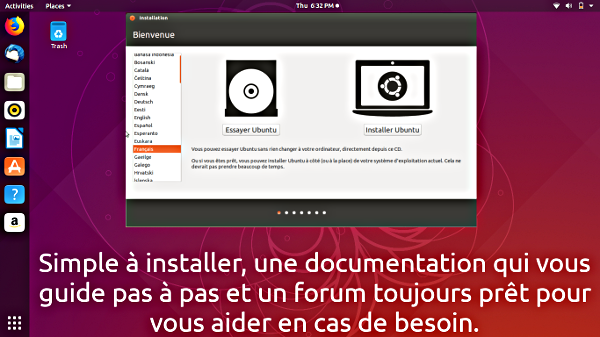 Activities
Places
Thu 6:32 PM
Trash
Installation
Bienvenue
Bahasa Indonesia
Bosanski
Català
Čeština
Cymraeg
Dansk
Deutsch
Eesti
English
Español
Esperanto
Euskara
Français
Gaeilge
Galego
Hrvatski
Íslenska
Essayer Ubuntu
Installer Ubuntu
Vous pouvez essayer Ubuntu sans rien changer à votre ordinateur, directement depuis ce CD.
Ou si vous êtes prêt, vous pouvez installer Ubuntu à côté (ou à la place) de votre système d'exploitation actuel. Cela ne
devrait pas prendre beaucoup de temps.
Simple à installer, une documentation qui vous
guide pas à pas et un forum toujours prêt pour
vous aider en cas de besoin.